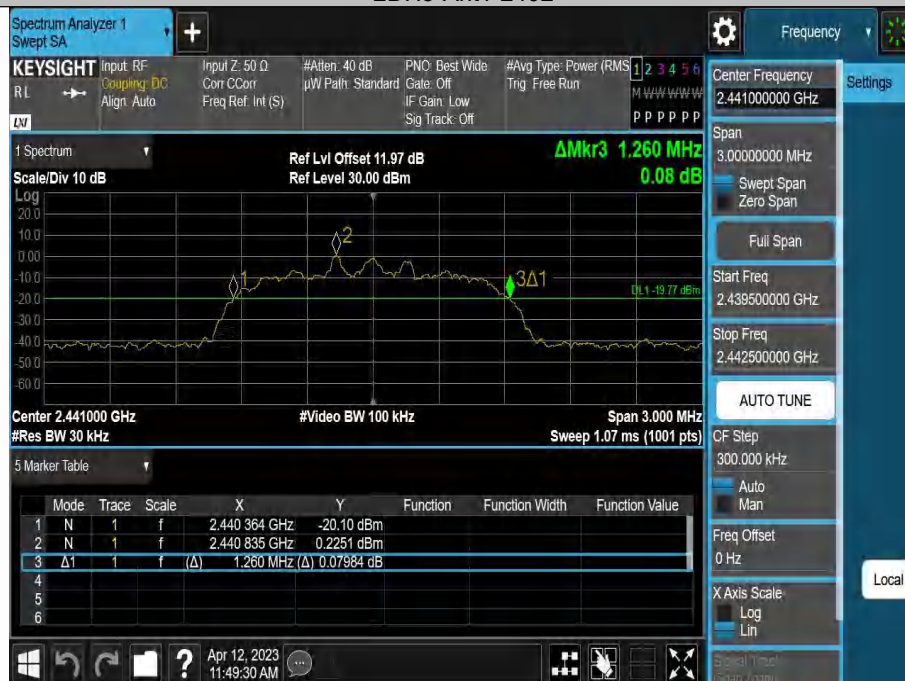 Spectrum Analyzer 1
Swept SA
+
Frequency
KEYSIGHT
RL
LXI
Input: RF
Coupling: DC
Align: Auto
Input Z: 50 Ω
Corr CCorr
Freq Ref: Int (S)
#Atten: 40 dB
µW Path: Standard
PNO: Best Wide
Gate: Off
IF Gain: Low
Sig Track: Off
#Avg Type: Power (RMS
Trig: Free Run
1 2 3 4 5 6
M W W W W W
P P P P P P
Center Frequency
2.441000000 GHz
Settings
Span
3.00000000 MHz
Swept Span
Zero Span
Full Span
Start Freq
2.439500000 GHz
Stop Freq
2.442500000 GHz
AUTO TUNE
CF Step
300.000 kHz
Auto
Man
Freq Offset
0 Hz
X Axis Scale
Log
Lin
Local
1 Spectrum
Scale/Div 10 dB
Ref Lvl Offset 11.97 dB
Ref Level 30.00 dBm
ΔMkr3 1.260 MHz
0.08 dB
Log
20.0
10.0
0.00
-10.0
-20.0
-30.0
-40.0
-50.0
-60.0
1
2
3Δ1
DL1 -19.77 dBm
Center 2.441000 GHz
#Video BW 100 kHz
Span 3.000 MHz
#Res BW 30 kHz
Sweep 1.07 ms (1001 pts)
5 Marker Table
Mode Trace Scale X Y Function Function Width Function Value
1 N 1 f 2.440 364 GHz -20.10 dBm
2 N 1 f 2.440 835 GHz 0.2251 dBm
3 Δ1 1 f (Δ) 1.260 MHz (Δ) 0.07984 dB
4
5
6
?
Apr 12, 2023
11:49:30 AM